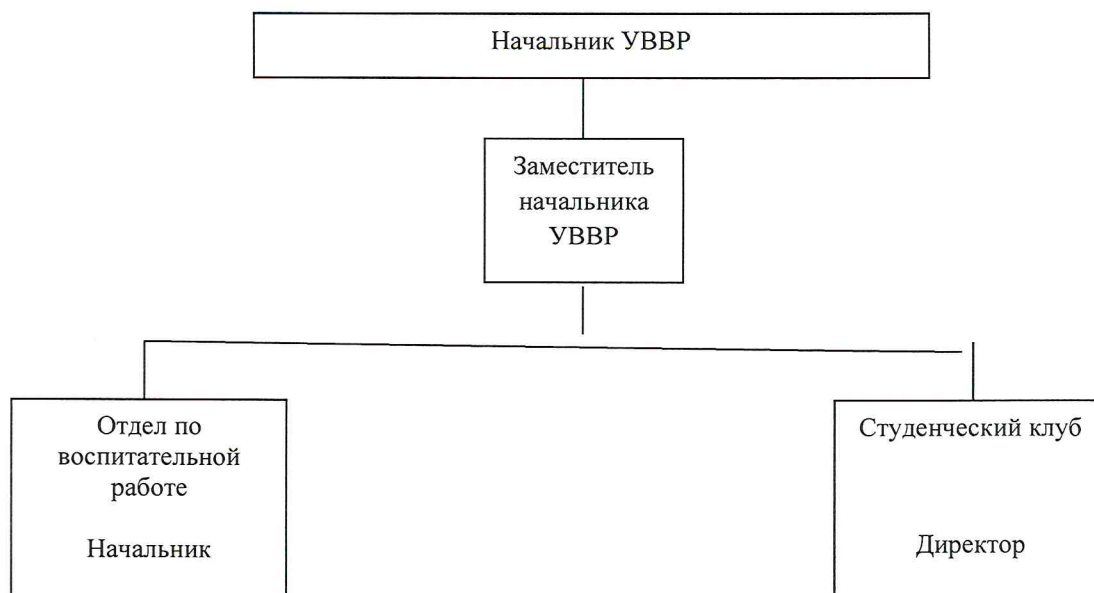 Начальник УВВР
Заместитель
начальника
УВВР
Отдел по
воспитательной
работе
Начальник
Студенческий клуб
Директор